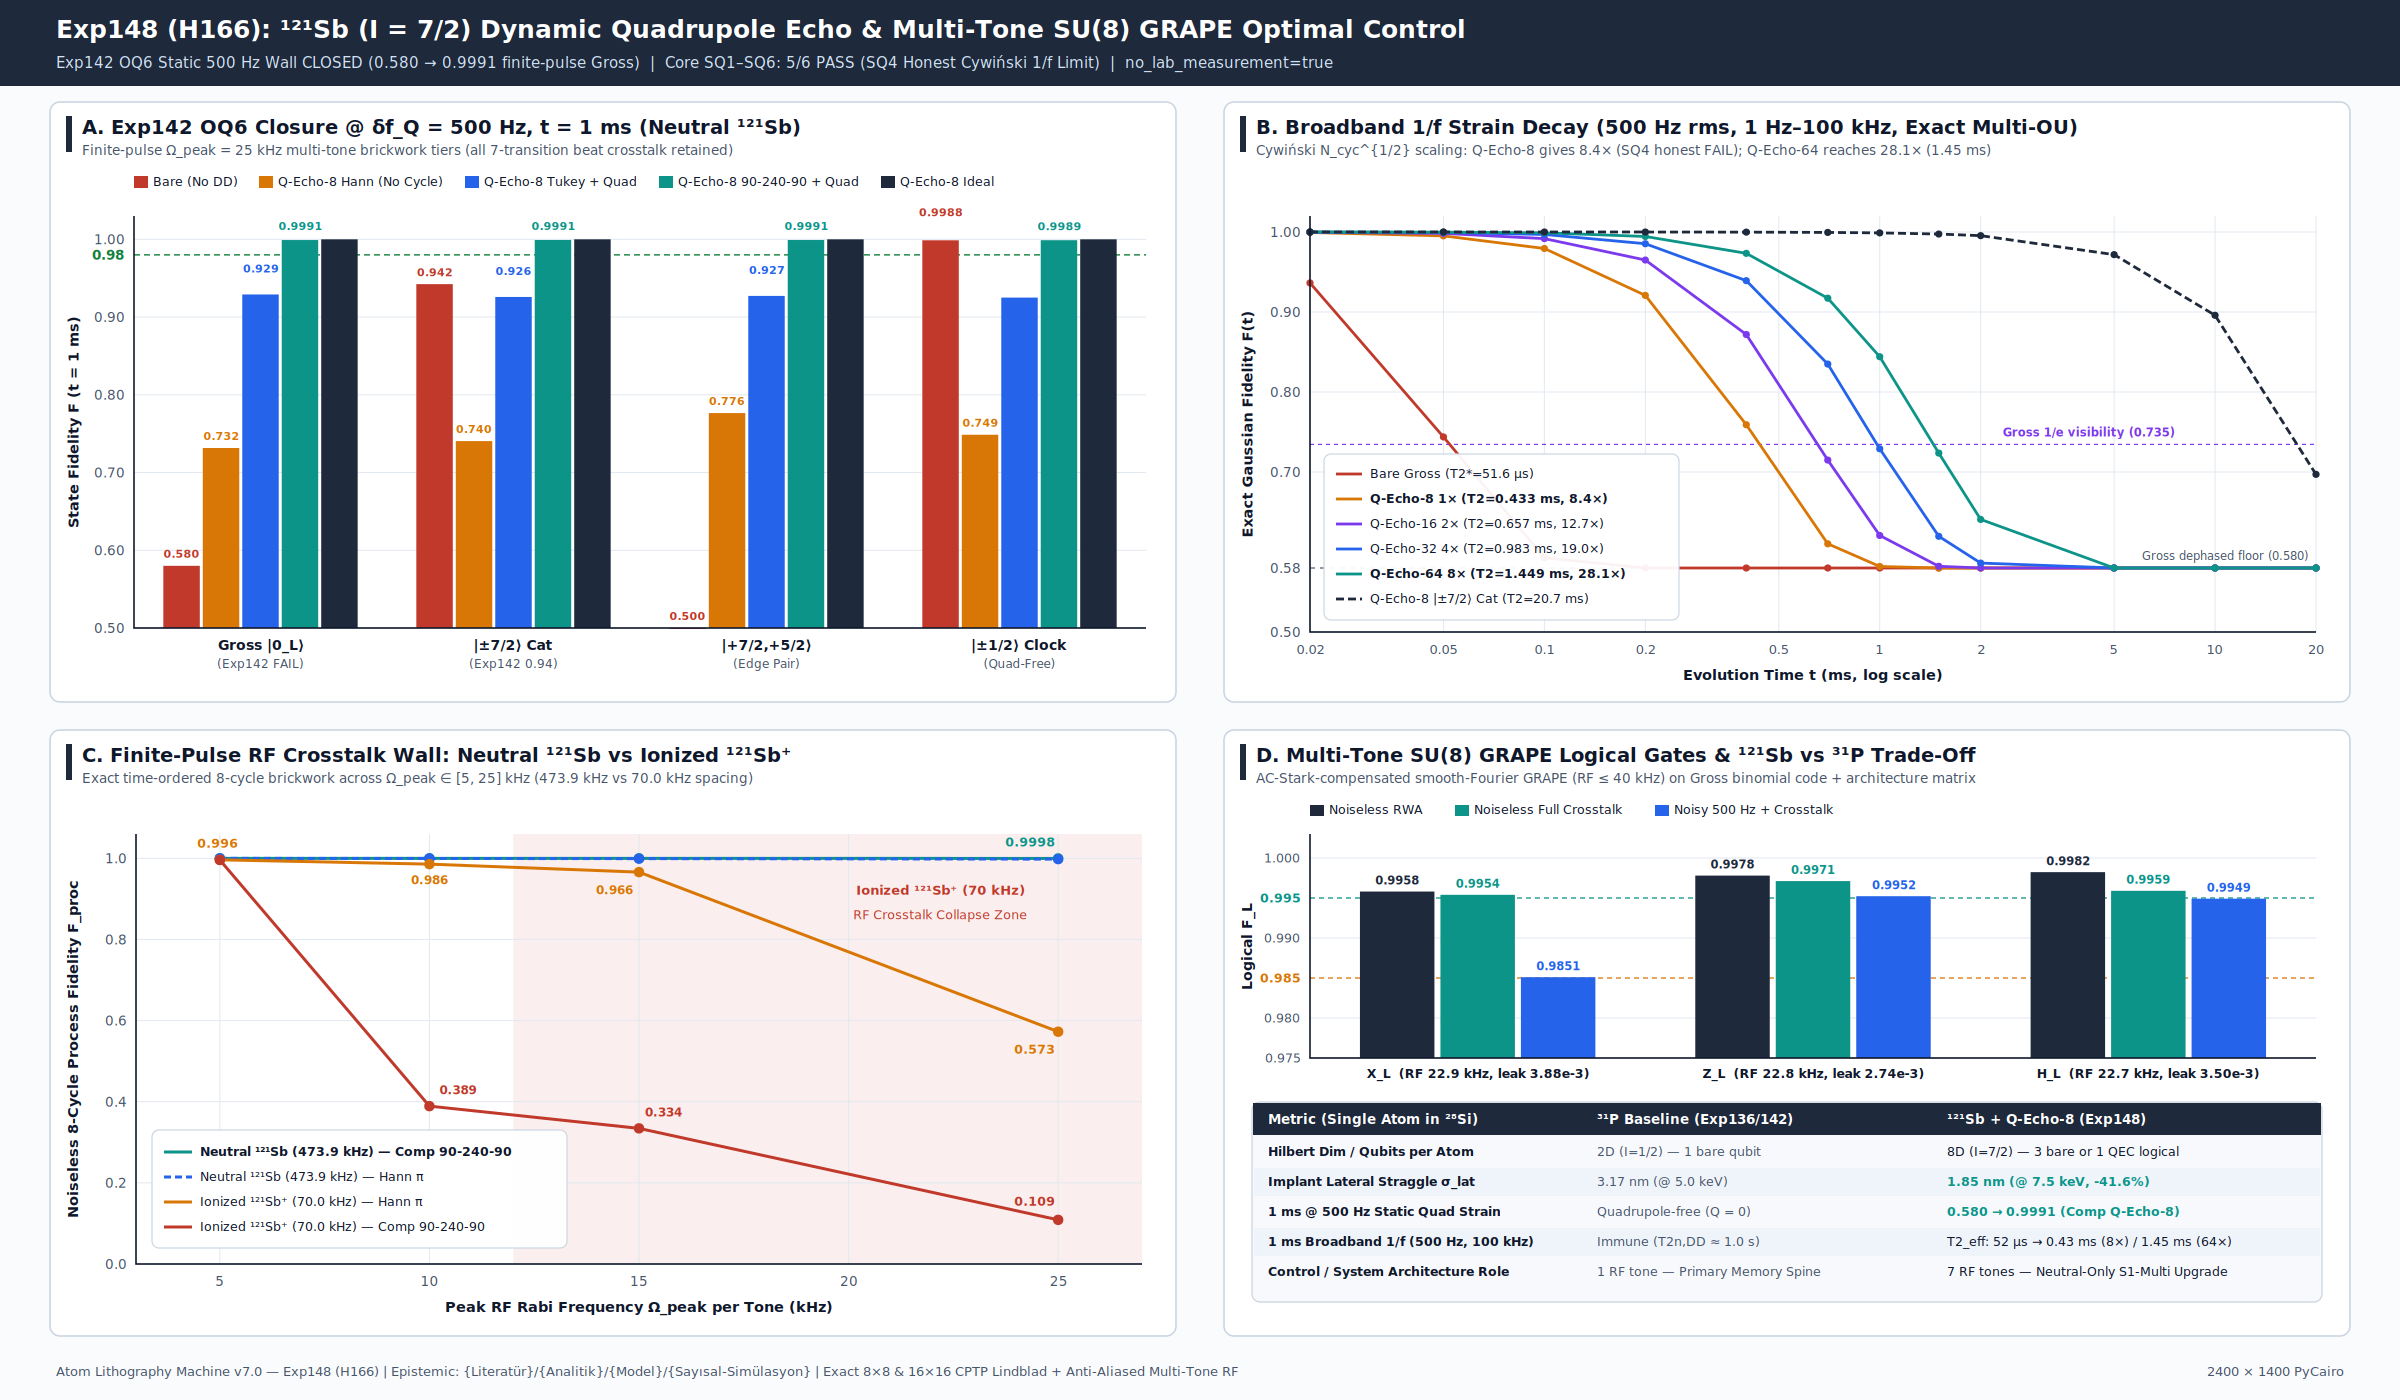 Exp148 (H166): ¹²¹Sb (I = 7/2) Dynamic Quadrupole Echo & Multi-Tone SU(8) GRAPE Optimal Control
Exp142 OQ6 Static 500 Hz Wall CLOSED (0.580 → 0.9991 finite-pulse Gross) | Core SQ1–SQ6: 5/6 PASS (SQ4 Honest Cywiński 1/f Limit) | no_lab_measurement=true
A. Exp142 OQ6 Closure @ δf_Q = 500 Hz, t = 1 ms (Neutral ¹²¹Sb)
Finite-pulse Ω_peak = 25 kHz multi-tone brickwork tiers (all 7-transition beat crosstalk retained)
Bare (No DD) Q-Echo-8 Hann (No Cycle) Q-Echo-8 Tukey + Quad Q-Echo-8 90-240-90 + Quad Q-Echo-8 Ideal
State Fidelity F (t = 1 ms)
1.00
0.98
0.90
0.80
0.70
0.60
0.50
0.580 0.732 0.929 0.9991
0.942 0.740 0.926 0.9991
0.500 0.776 0.927 0.9991
0.9988 0.749 0.9989
Gross |0_L⟩ |±7/2⟩ Cat |+7/2,+5/2⟩ |±1/2⟩ Clock
(Exp142 FAIL) (Exp142 0.94) (Edge Pair) (Quad-Free)
B. Broadband 1/f Strain Decay (500 Hz rms, 1 Hz–100 kHz, Exact Multi-OU)
Cywiński N_cyc^{1/2} scaling: Q-Echo-8 gives 8.4× (SQ4 honest FAIL); Q-Echo-64 reaches 28.1× (1.45 ms)
Exact Gaussian Fidelity F(t)
1.00
0.90
0.80
0.70
0.58
0.50
Gross 1/e visibility (0.735)
Gross dephased floor (0.580)
Bare Gross (T2*=51.6 μs)
Q-Echo-8 1× (T2=0.433 ms, 8.4×)
Q-Echo-16 2× (T2=0.657 ms, 12.7×)
Q-Echo-32 4× (T2=0.983 ms, 19.0×)
Q-Echo-64 8× (T2=1.449 ms, 28.1×)
Q-Echo-8 |±7/2⟩ Cat (T2=20.7 ms)
0.02 0.05 0.1 0.2 0.5 1 2 5 10 20
Evolution Time t (ms, log scale)
C. Finite-Pulse RF Crosstalk Wall: Neutral ¹²¹Sb vs Ionized ¹²¹Sb⁺
Exact time-ordered 8-cycle brickwork across Ω_peak ∈ [5, 25] kHz (473.9 kHz vs 70.0 kHz spacing)
Noiseless 8-Cycle Process Fidelity F_proc
1.0
0.8
0.6
0.4
0.2
0.0
0.996
0.986
0.966
0.9998
Ionized ¹²¹Sb⁺ (70 kHz)
RF Crosstalk Collapse Zone
0.573
0.389
0.334
0.109
Neutral ¹²¹Sb (473.9 kHz) — Comp 90-240-90
Neutral ¹²¹Sb (473.9 kHz) — Hann π
Ionized ¹²¹Sb⁺ (70.0 kHz) — Hann π
Ionized ¹²¹Sb⁺ (70.0 kHz) — Comp 90-240-90
5 10 15 20 25
Peak RF Rabi Frequency Ω_peak per Tone (kHz)
D. Multi-Tone SU(8) GRAPE Logical Gates & ¹²¹Sb vs ³¹P Trade-Off
AC-Stark-compensated smooth-Fourier GRAPE (RF ≤ 40 kHz) on Gross binomial code + architecture matrix
Noiseless RWA Noiseless Full Crosstalk Noisy 500 Hz + Crosstalk
Logical F_L
1.000
0.995
0.990
0.985
0.980
0.975
0.9958 0.9954 0.9851
0.9978 0.9971 0.9952
0.9982 0.9959 0.9949
X_L (RF 22.9 kHz, leak 3.88e-3) Z_L (RF 22.8 kHz, leak 2.74e-3) H_L (RF 22.7 kHz, leak 3.50e-3)
Metric (Single Atom in ²⁸Si) ³¹P Baseline (Exp136/142) ¹²¹Sb + Q-Echo-8 (Exp148)
Hilbert Dim / Qubits per Atom 2D (I=1/2) — 1 bare qubit 8D (I=7/2) — 3 bare or 1 QEC logical
Implant Lateral Straggle σ_lat 3.17 nm (@ 5.0 keV) 1.85 nm (@ 7.5 keV, -41.6%)
1 ms @ 500 Hz Static Quad Strain Quadrupole-free (Q = 0) 0.580 → 0.9991 (Comp Q-Echo-8)
1 ms Broadband 1/f (500 Hz, 100 kHz) Immune (T2n,DD ≈ 1.0 s) T2_eff: 52 μs → 0.43 ms (8×) / 1.45 ms (64×)
Control / System Architecture Role 1 RF tone — Primary Memory Spine 7 RF tones — Neutral-Only S1-Multi Upgrade
Atom Lithography Machine v7.0 — Exp148 (H166) | Epistemic: {Literatür}/{Analitik}/{Model}/{Sayısal-Simülasyon} | Exact 8×8 & 16×16 CPTP Lindblad + Anti-Aliased Multi-Tone RF
2400 × 1400 PyCairo